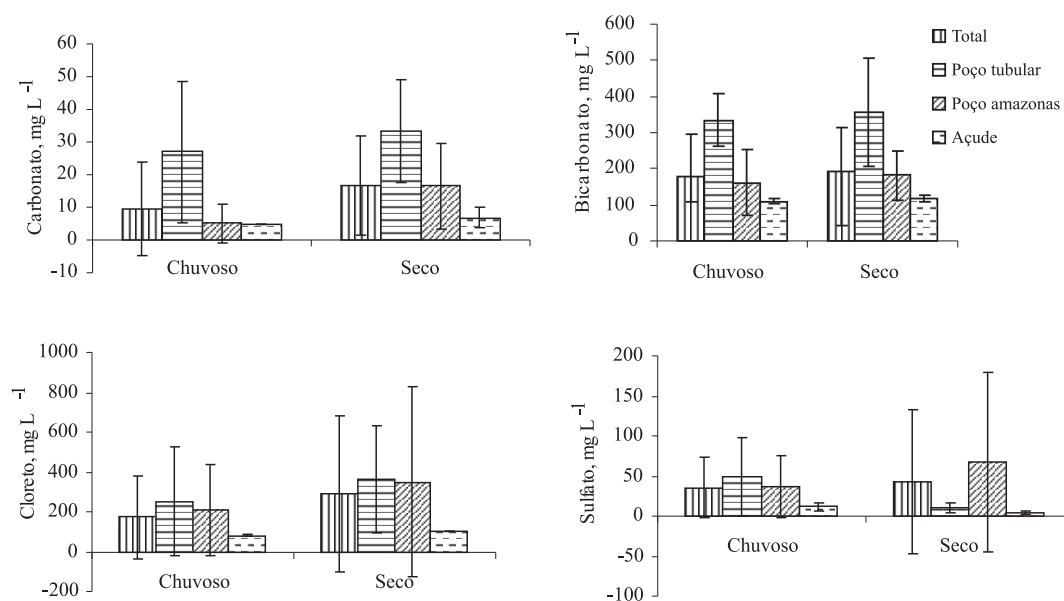 Carbonato, mg L -1
60
50
40
30
20
10
0
-10
Chuvoso
Seco
Bicarbonato, mg L -1
600
500
400
300
200
100
0
Chuvoso
Seco
Total
Poço tubular
Poço amazonas
Açude
Cloreto, mg L -1
1000
800
600
400
200
0
-200
Chuvoso
Seco
Sulfato, mg L -1
200
150
100
50
0
-50
-100
Chuvoso
Seco